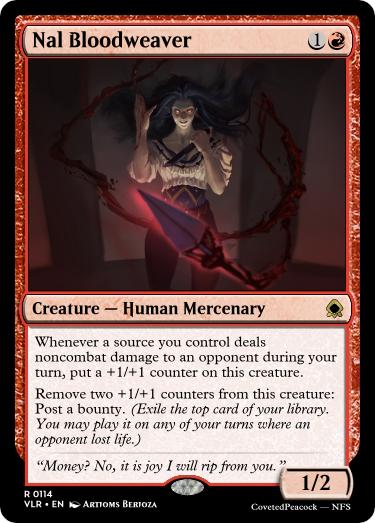 Nal Bloodweaver
1
Creature — Human Mercenary
Whenever a source you control deals
noncombat damage to an opponent during your
turn, put a +1/+1 counter on this creature.
Remove two +1/+1 counters from this creature:
Post a bounty. (Exile the top card of your library.
You may play it on any of your turns where an
opponent lost life.)
“Money? No, it is joy I will rip from you.”
1/2
R 0114
VLR • EN Artioms Berioza
CovetedPeacock — NFS